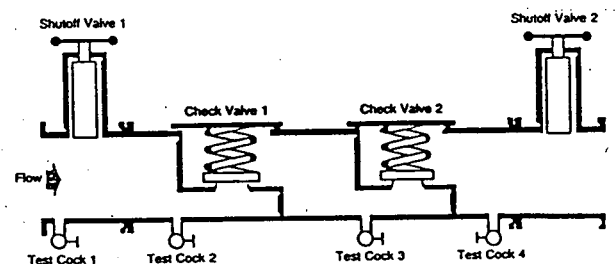 Shutoff Valve 1
Shutoff Valve 2
Check Valve 1
Check Valve 2
Flow
Test Cock 1
Test Cock 2
Test Cock 3
Test Cock 4